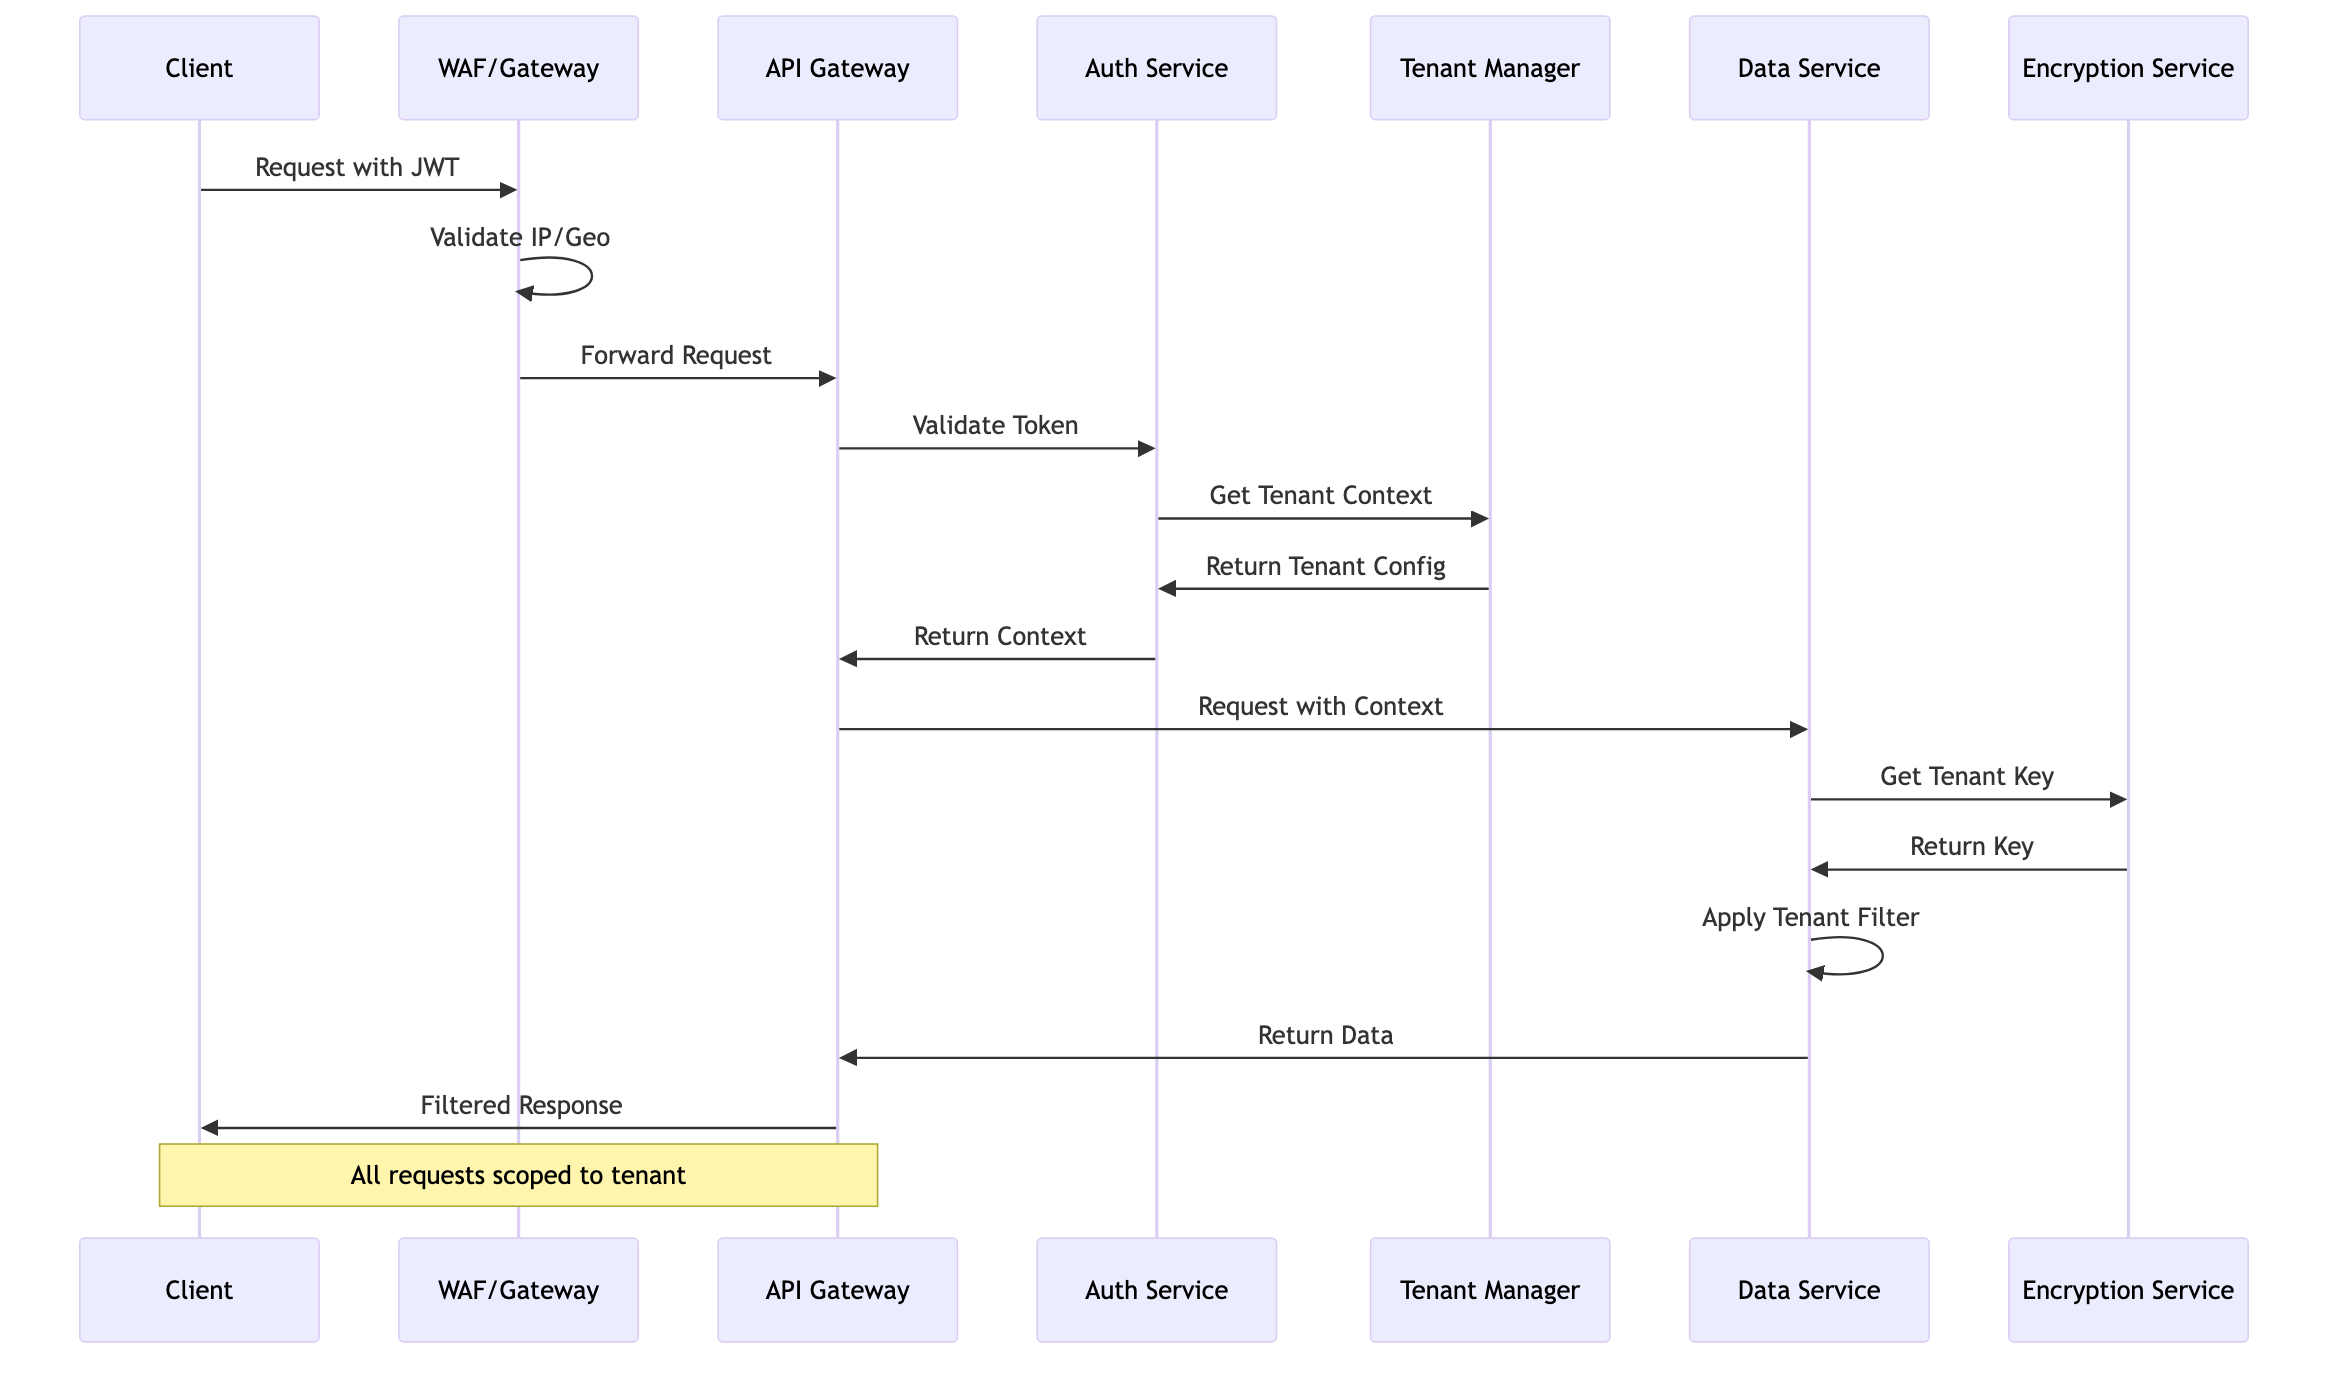 Client
WAF/Gateway
API Gateway
Auth Service
Tenant Manager
Data Service
Encryption Service
Request with JWT
Validate IP/Geo
Forward Request
Validate Token
Get Tenant Context
Return Tenant Config
Return Context
Request with Context
Get Tenant Key
Return Key
Apply Tenant Filter
Return Data
Filtered Response
All requests scoped to tenant
Client
WAF/Gateway
API Gateway
Auth Service
Tenant Manager
Data Service
Encryption Service